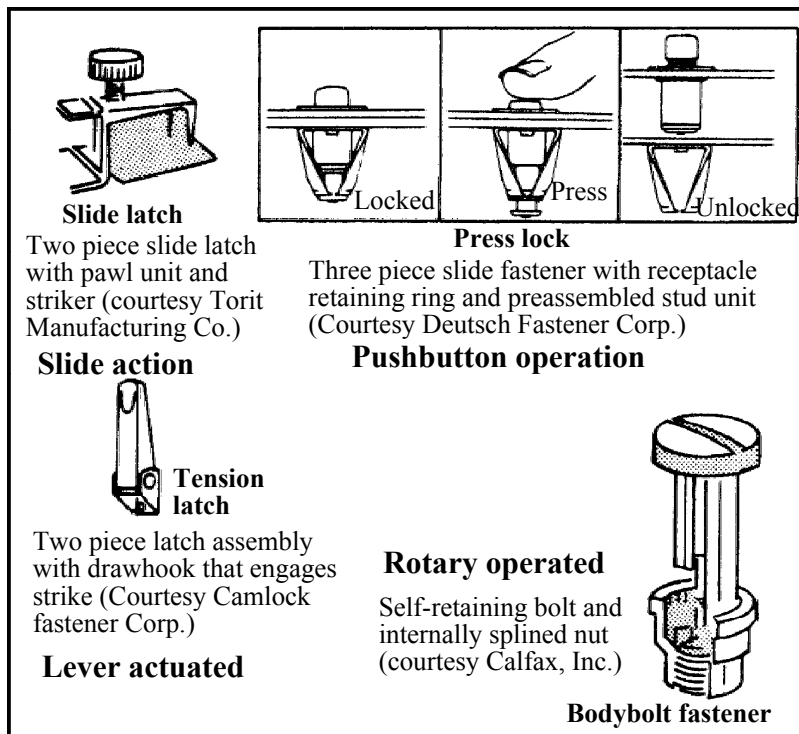 Slide latch
Two piece slide latch
with pawl unit and
striker (courtesy Torit
Manufacturing Co.)
Slide action
Locked
Press
Unlocked
Press lock
Three piece slide fastener with receptacle
retaining ring and preassembled stud unit
(Courtesy Deutsch Fastener Corp.)
Pushbutton operation
Tension
latch
Two piece latch assembly
with drawhook that engages
strike (Courtesy Camlock
fastener Corp.)
Lever actuated
Rotary operated
Self-retaining bolt and
internally splined nut
(courtesy Calfax, Inc.)
Bodybolt fastener